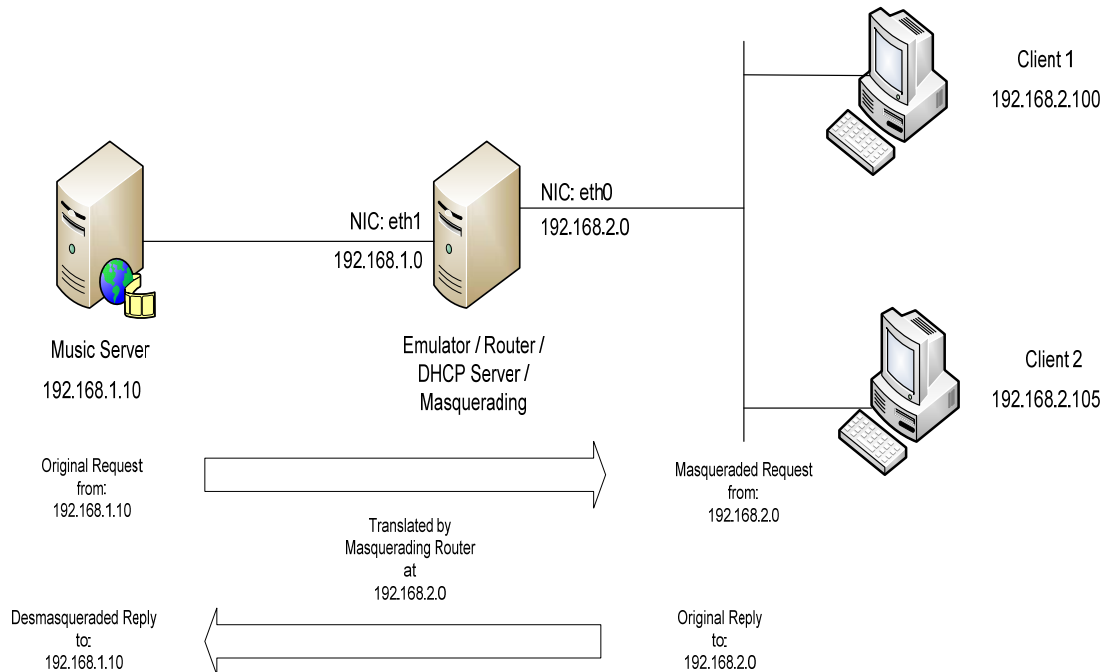 Client 1
192.168.2.100
NIC: eth0
192.168.2.0
NIC: eth1
192.168.1.0
Music Server
192.168.1.10
Emulator / Router /
DHCP Server /
Masquerading
Client 2
192.168.2.105
Original Request
from:
192.168.1.10
Masqueraded Request
from:
192.168.2.0
Translated by
Masquerading Router
at
192.168.2.0
Desmasqueraded Reply
to:
192.168.1.10
Original Reply
to:
192.168.2.0